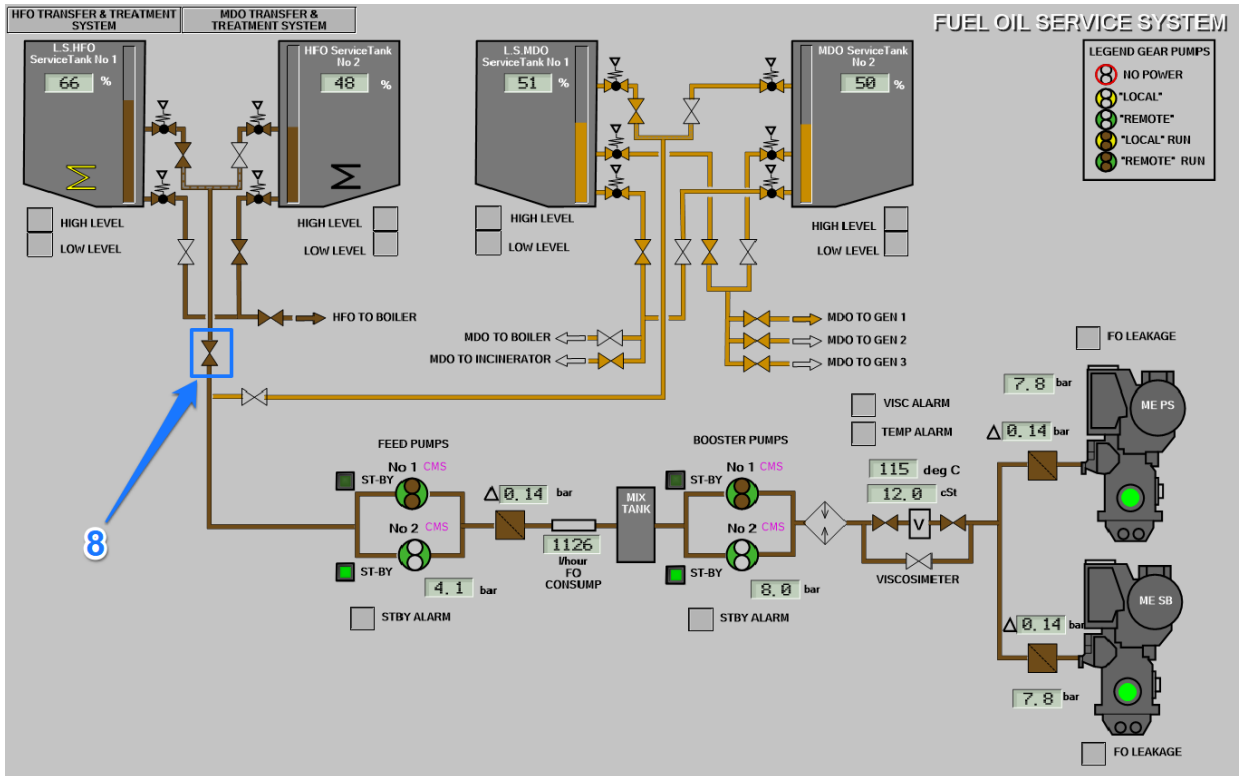 HFO TRANSFER & TREATMENT
SYSTEM
MDO TRANSFER &
TREATMENT SYSTEM
FUEL OIL SERVICE SYSTEM
L.S.HFO
ServiceTank No 1
66 %
HFO ServiceTank
No 2
48 %
L.S.MDO
ServiceTank No 1
51 %
MDO ServiceTank
No 2
50 %
LEGEND GEAR PUMPS
NO POWER
"LOCAL"
"REMOTE"
"LOCAL" RUN
"REMOTE" RUN
HIGH LEVEL
LOW LEVEL
HIGH LEVEL
LOW LEVEL
HIGH LEVEL
LOW LEVEL
HIGH LEVEL
LOW LEVEL
HFO TO BOILER
MDO TO BOILER
MDO TO INCINERATOR
MDO TO GEN 1
MDO TO GEN 2
MDO TO GEN 3
8
FEED PUMPS
No 1 CMS
ST-BY
No 2 CMS
ST-BY
4.1 bar
STBY ALARM
Δ 0.14 bar
1126
l/hour
FO
CONSUMP
MIX
TANK
BOOSTER PUMPS
No 1 CMS
ST-BY
No 2 CMS
ST-BY
8.0 bar
STBY ALARM
VISC ALARM
TEMP ALARM
115 deg C
12.0 cSt
V
VISCOSIMETER
FO LEAKAGE
7.8 bar
ME PS
Δ 0.14 bar
ME SB
Δ 0.14 bar
7.8 bar
FO LEAKAGE